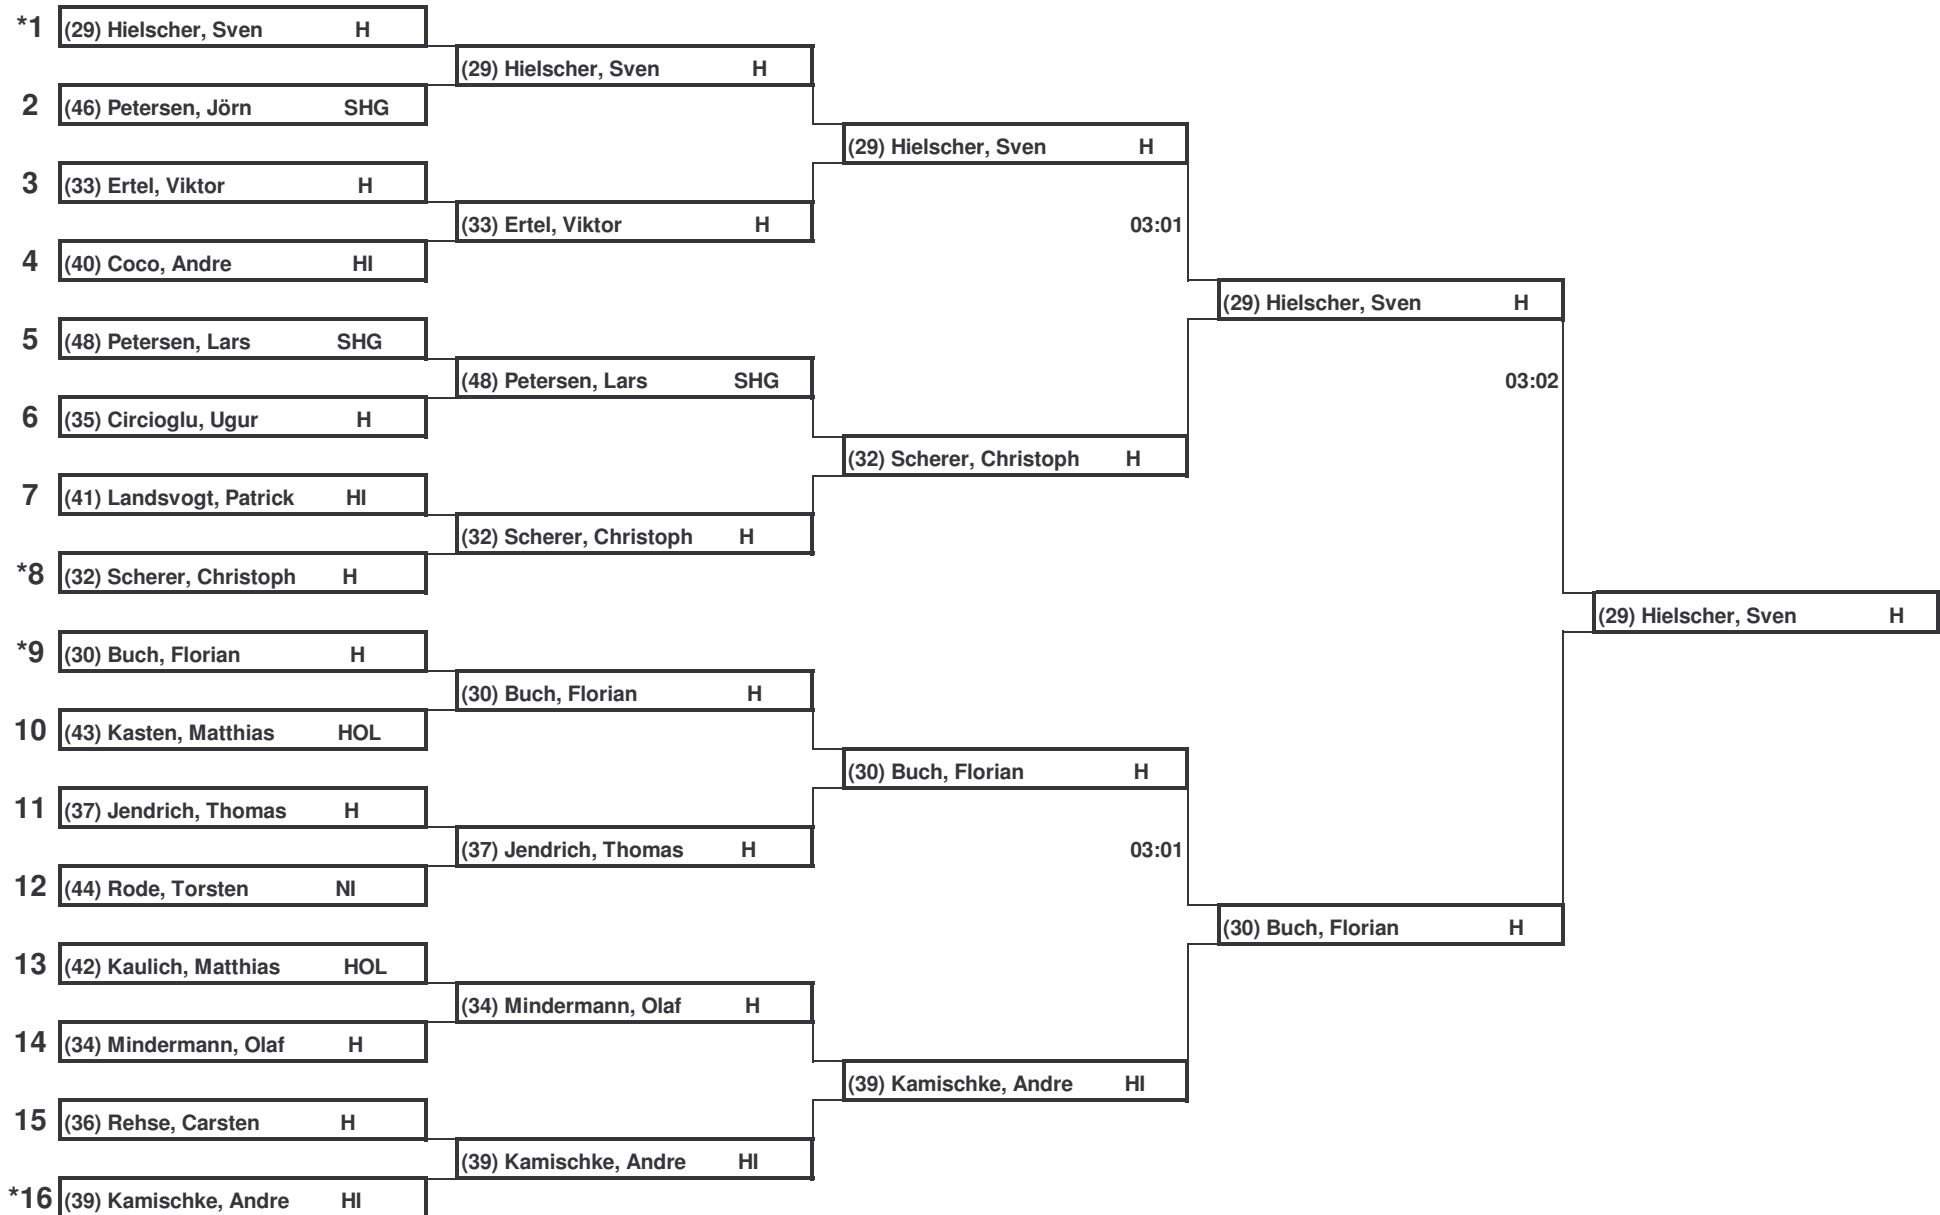 *1 (29) Hielscher, Sven H
(29) Hielscher, Sven H
2 (46) Petersen, Jörn SHG
(29) Hielscher, Sven H
3 (33) Ertel, Viktor H
(33) Ertel, Viktor H
03:01
4 (40) Coco, Andre HI
(29) Hielscher, Sven H
5 (48) Petersen, Lars SHG
(48) Petersen, Lars SHG
03:02
6 (35) Circioglu, Ugur H
(32) Scherer, Christoph H
7 (41) Landsvogt, Patrick HI
(32) Scherer, Christoph H
*8 (32) Scherer, Christoph H
(29) Hielscher, Sven H
*9 (30) Buch, Florian H
(30) Buch, Florian H
10 (43) Kasten, Matthias HOL
(30) Buch, Florian H
11 (37) Jendrich, Thomas H
(37) Jendrich, Thomas H
03:01
12 (44) Rode, Torsten NI
(30) Buch, Florian H
13 (42) Kaulich, Matthias HOL
(34) Mindermann, Olaf H
14 (34) Mindermann, Olaf H
(39) Kamischke, Andre HI
15 (36) Rehse, Carsten H
(39) Kamischke, Andre HI
*16 (39) Kamischke, Andre HI